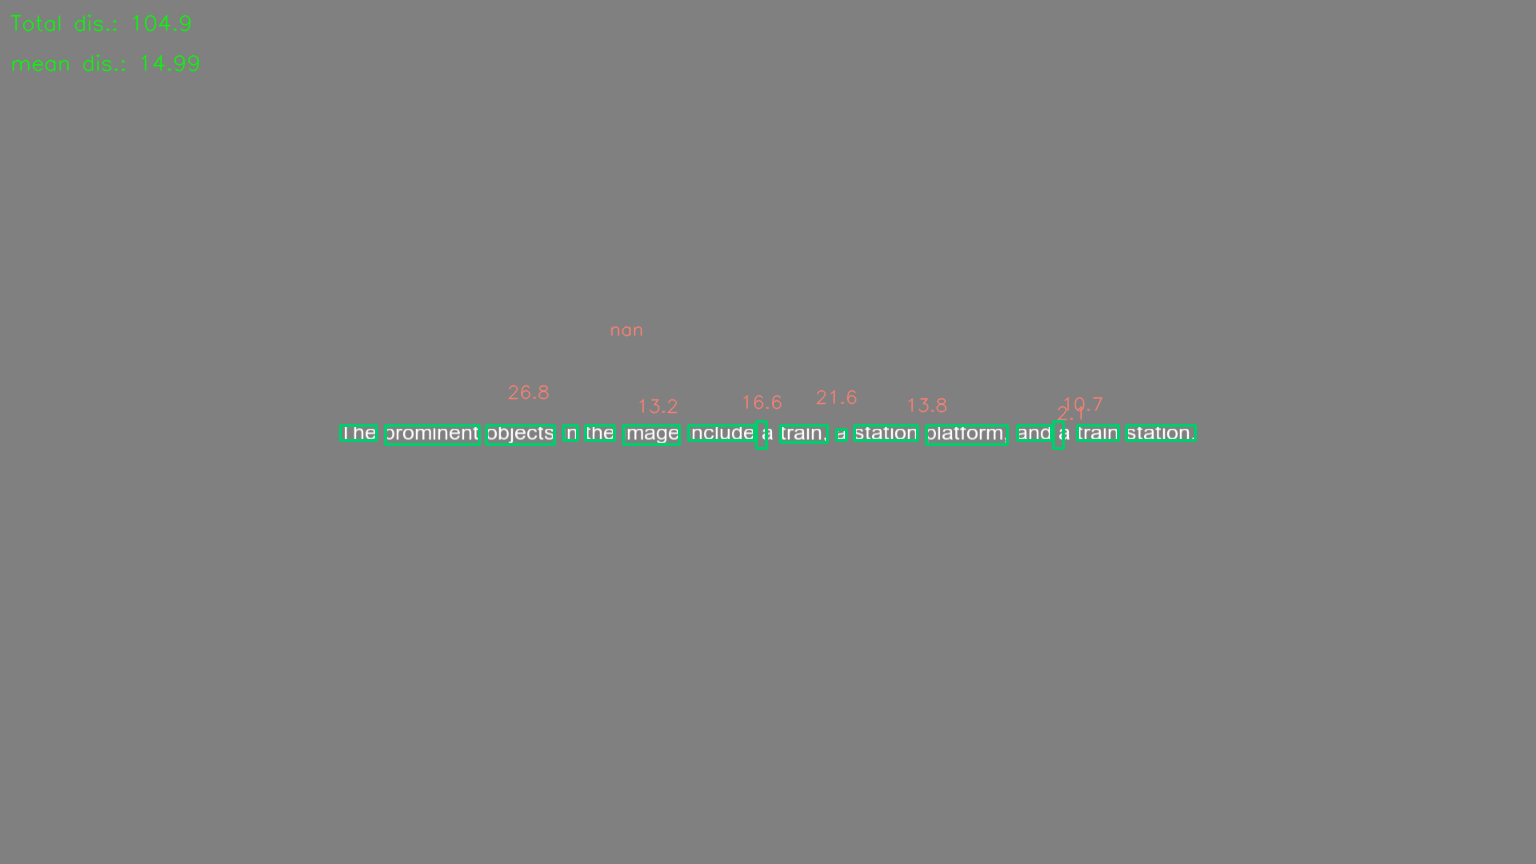 Total dis.: 104.9
mean dis.: 14.99
nan
26.8 13.2 16.6 21.6 13.8 2.1 10.7
The prominent objects in the image include a train, a station platform, and a train station.